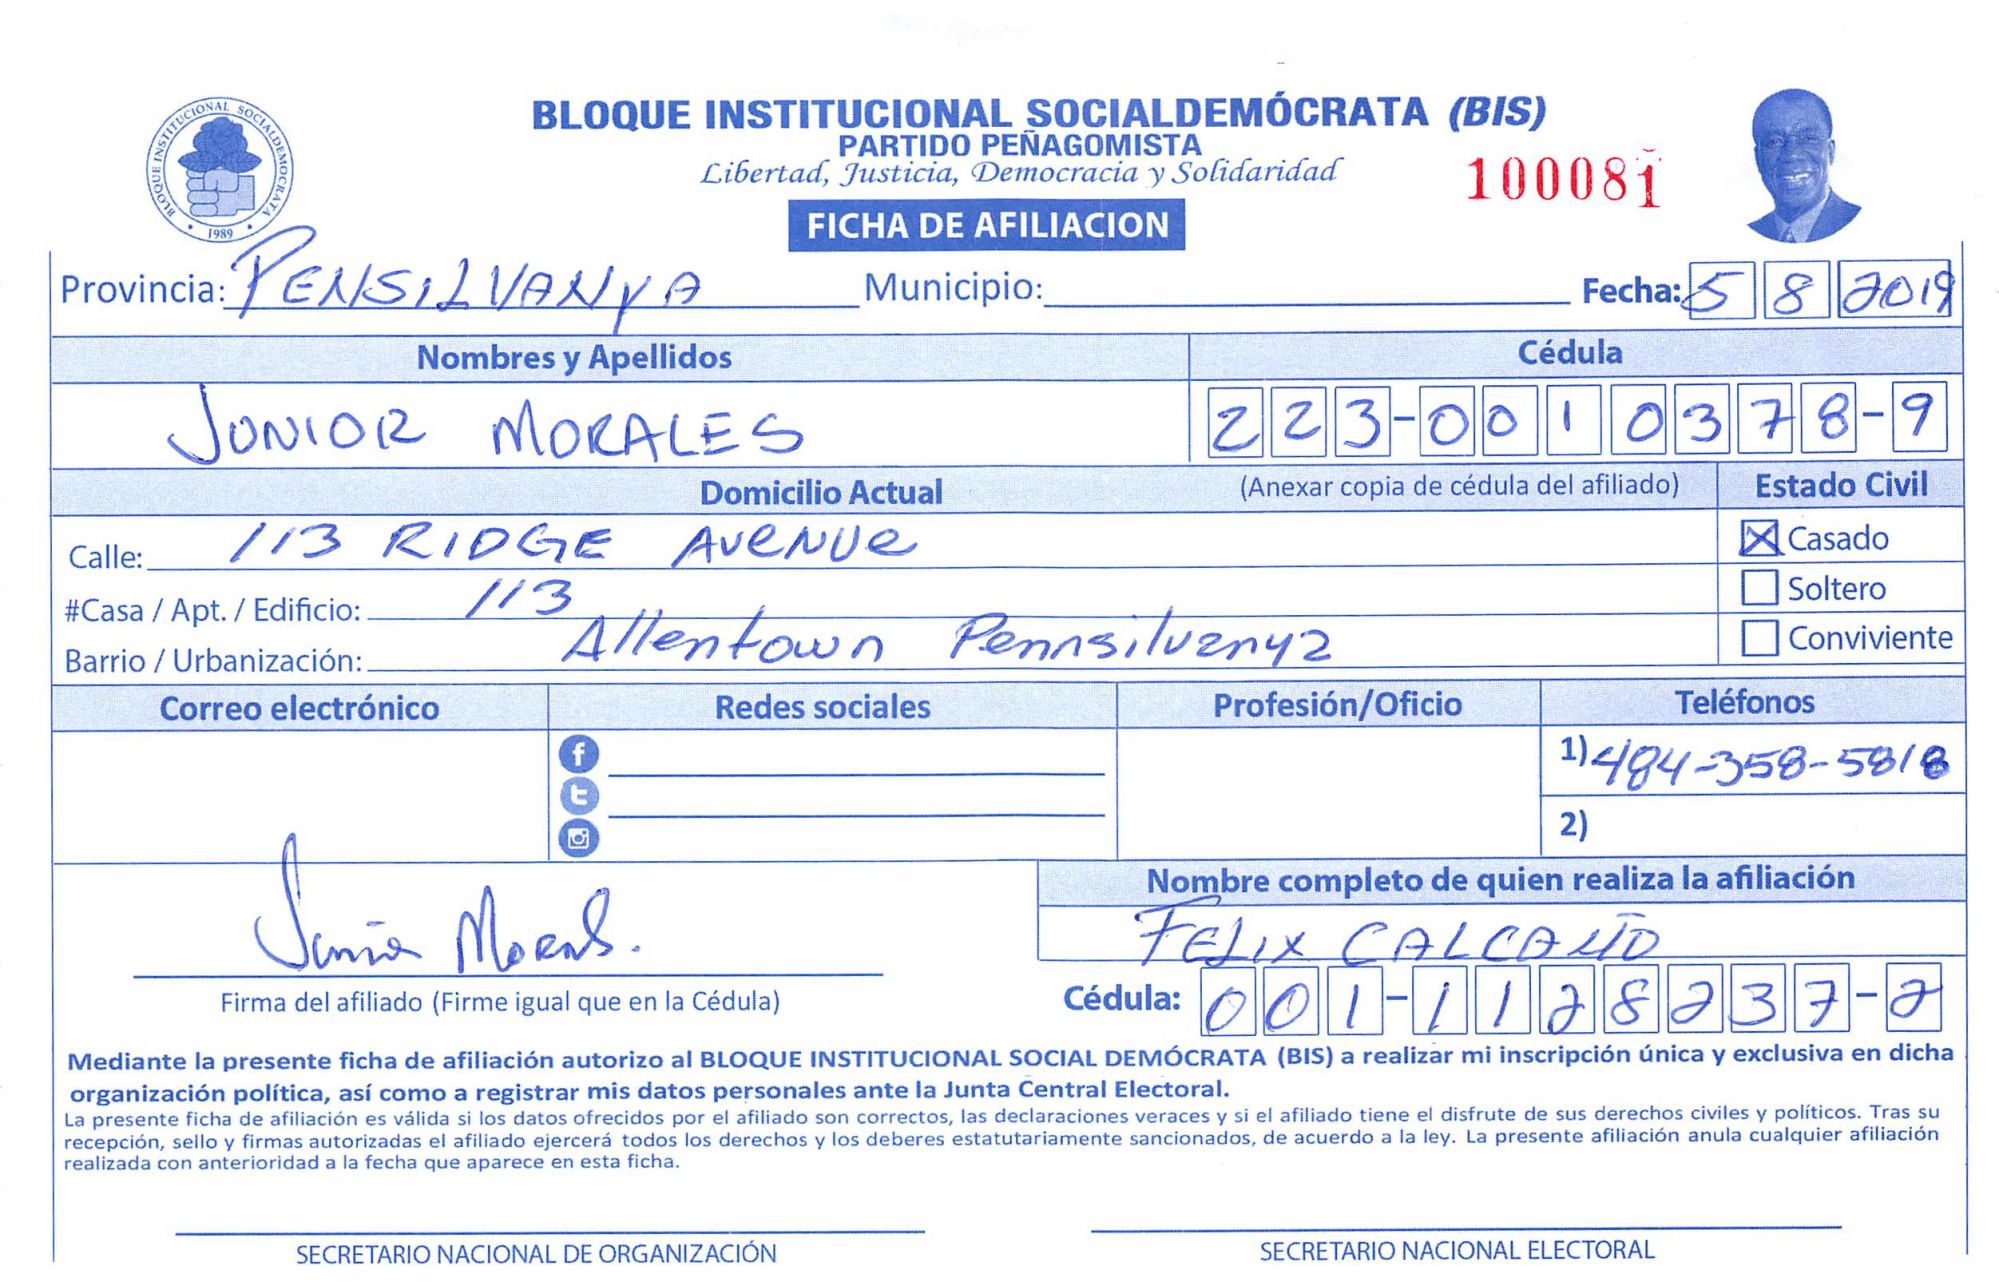 BLOQUE INSTITUCIONAL SOCIALDEMOCRATA
1989
BLOQUE INSTITUCIONAL SOCIALDEMÓCRATA (BIS)
PARTIDO PEÑAGOMISTA
Libertad, Justicia, Democracia y Solidaridad
100081
FICHA DE AFILIACION
Provincia: PENSILVANYA Municipio: Fecha: 5 8 2019
Nombres y Apellidos Cédula
JUNIOR MORALES 223-0010378-9
Domicilio Actual (Anexar copia de cédula del afiliado) Estado Civil
Calle: 113 RIDGE AVENUE Casado
#Casa / Apt. / Edificio: 113 Soltero
Barrio / Urbanización: Allentown Pennsilvanya Conviviente
Correo electrónico Redes sociales Profesión/Oficio Teléfonos
1) 484-358-5818
2)
Nombre completo de quien realiza la afiliación
Junior Morales.
FELIX CALCAÑO
Firma del afiliado (Firme igual que en la Cédula) Cédula: 001-1128237-2
Mediante la presente ficha de afiliación autorizo al BLOQUE INSTITUCIONAL SOCIAL DEMÓCRATA (BIS) a realizar mi inscripción única y exclusiva en dicha
organización política, así como a registrar mis datos personales ante la Junta Central Electoral.
La presente ficha de afiliación es válida si los datos ofrecidos por el afiliado son correctos, las declaraciones veraces y si el afiliado tiene el disfrute de sus derechos civiles y políticos. Tras su
recepción, sello y firmas autorizadas el afiliado ejercerá todos los derechos y los deberes estatutariamente sancionados, de acuerdo a la ley. La presente afiliación anula cualquier afiliación
realizada con anterioridad a la fecha que aparece en esta ficha.
SECRETARIO NACIONAL DE ORGANIZACIÓN SECRETARIO NACIONAL ELECTORAL